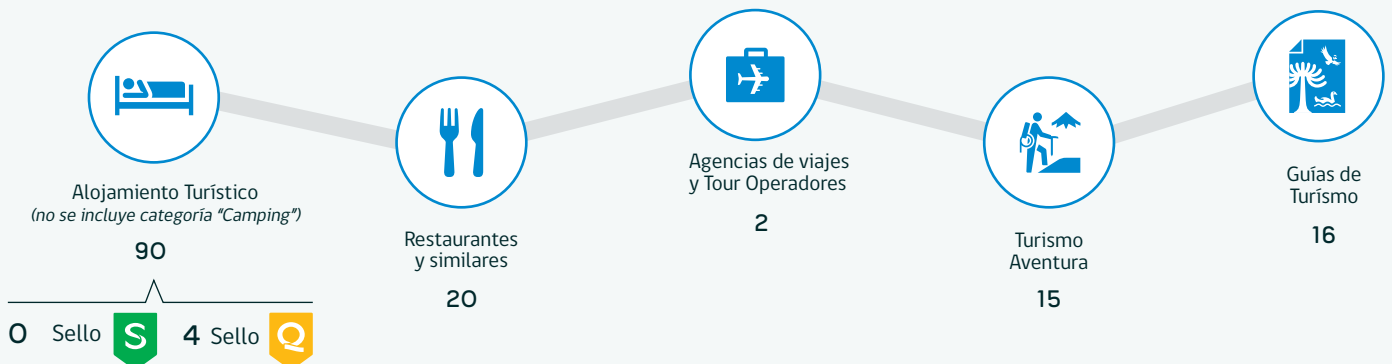 Alojamiento Turístico
(no se incluye categoría "Camping")
90
0 Sello S 4 Sello Q
Restaurantes
y similares
20
Agencias de viajes
y Tour Operadores
2
Turismo
Aventura
15
Guías de
Turísmo
16